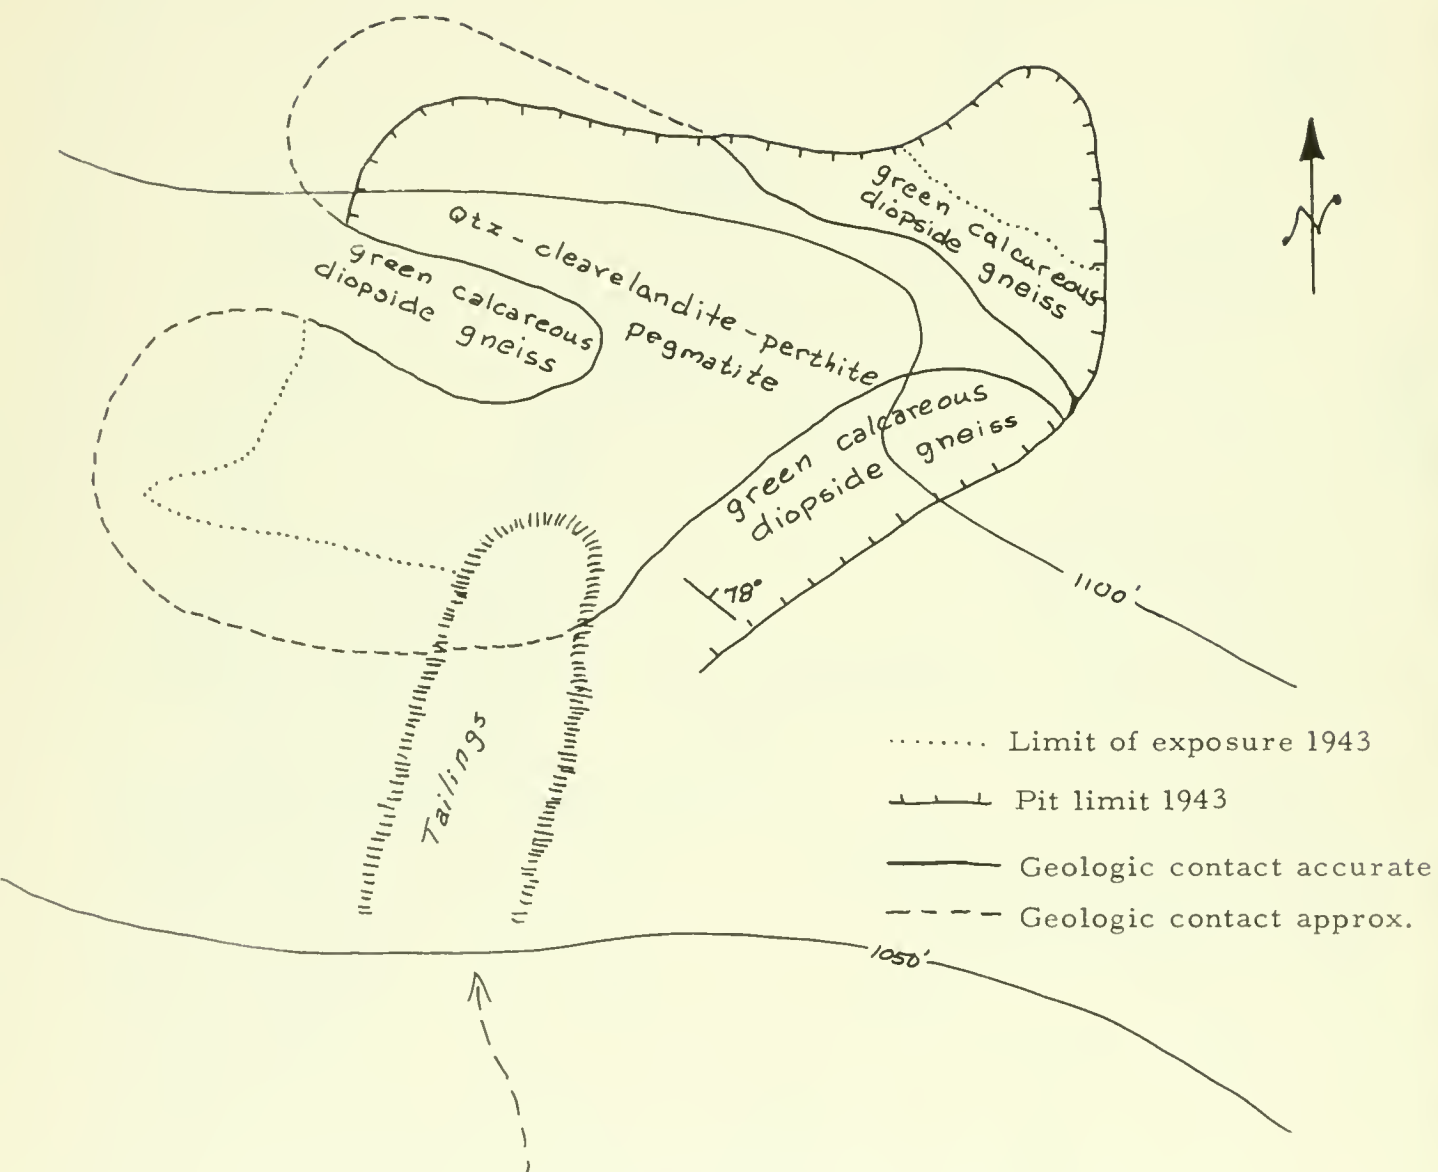 green calcareous
diopside gneiss
Qtz - cleavelandite - perthite
pegmatite
green calcareous
diopside gneiss
green calcareous
diopside gneiss
N
78°
1100'
Tailings
Limit of exposure 1943
Pit limit 1943
Geologic contact accurate
Geologic contact approx.
1050'